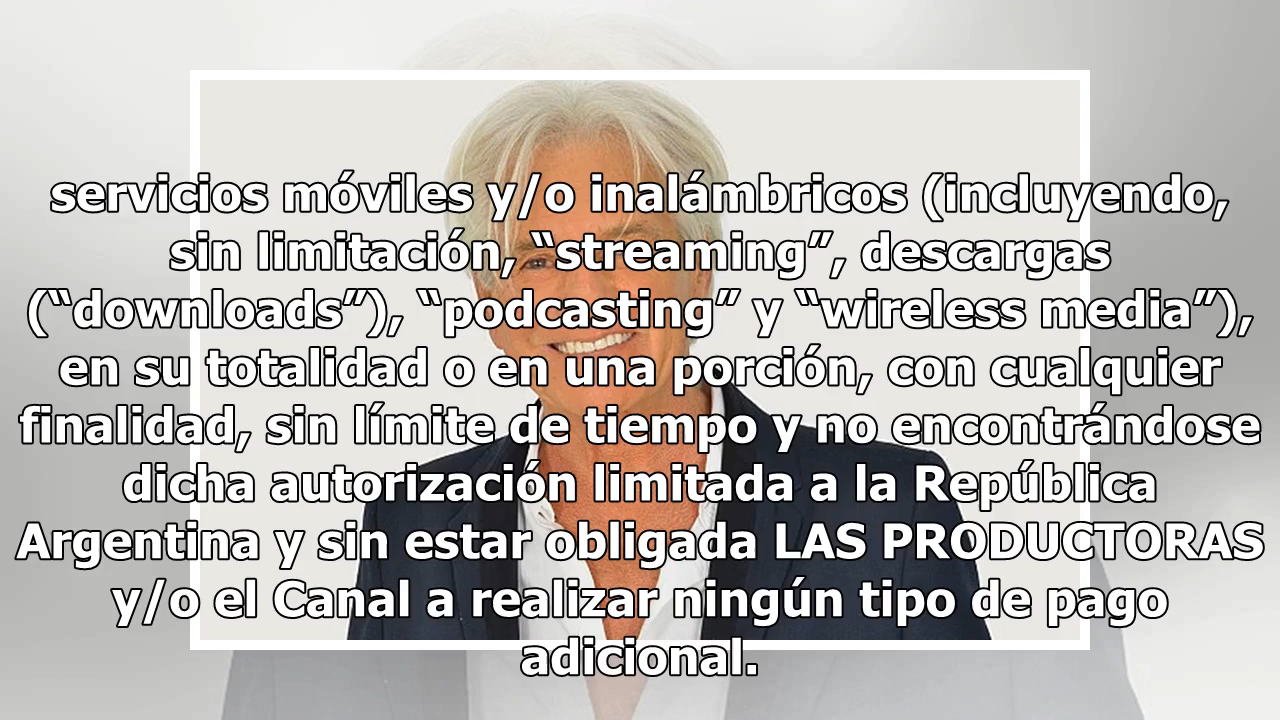 servicios móviles y/o inalámbricos (incluyendo,
sin limitación, “streaming”, descargas
(“downloads”), “podcasting” y “wireless media”),
en su totalidad o en una porción, con cualquier
finalidad, sin límite de tiempo y no encontrándose
dicha autorización limitada a la República
Argentina y sin estar obligada LAS PRODUCTORAS
y/o el Canal a realizar ningún tipo de pago
adicional.